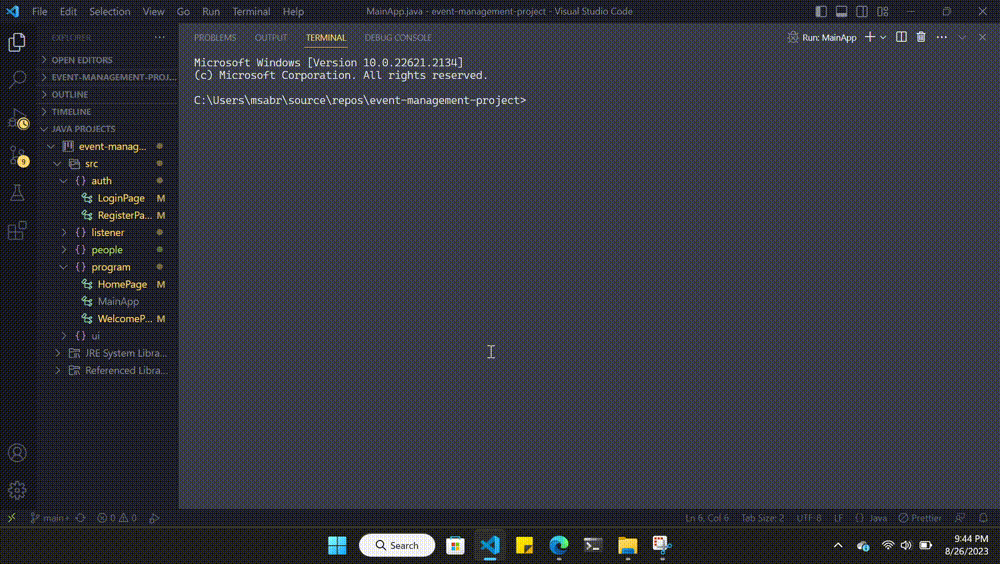 File Edit Selection View Go Run Terminal Help MainApp.java - event-management-project - Visual Studio Code
EXPLORER ...
PROBLEMS OUTPUT TERMINAL DEBUG CONSOLE Run: MainApp ...
OPEN EDITORS
EVENT-MANAGEMENT-PROJ...
OUTLINE
TIMELINE
JAVA PROJECTS
event-manag...
src
{} auth
LoginPage M
RegisterPa... M
{} listener
{} people
{} program
HomePage M
MainApp
WelcomeP... M
{} ui
JRE System Libra...
Referenced Libra...
9
Microsoft Windows [Version 10.0.22621.2134]
(c) Microsoft Corporation. All rights reserved.
C:\Users\msabr\source\repos\event-management-project>
main+ 0 0 Ln 6, Col 6 Tab Size: 2 UTF-8 LF {} Java Prettier
Search
9:44 PM
8/26/2023